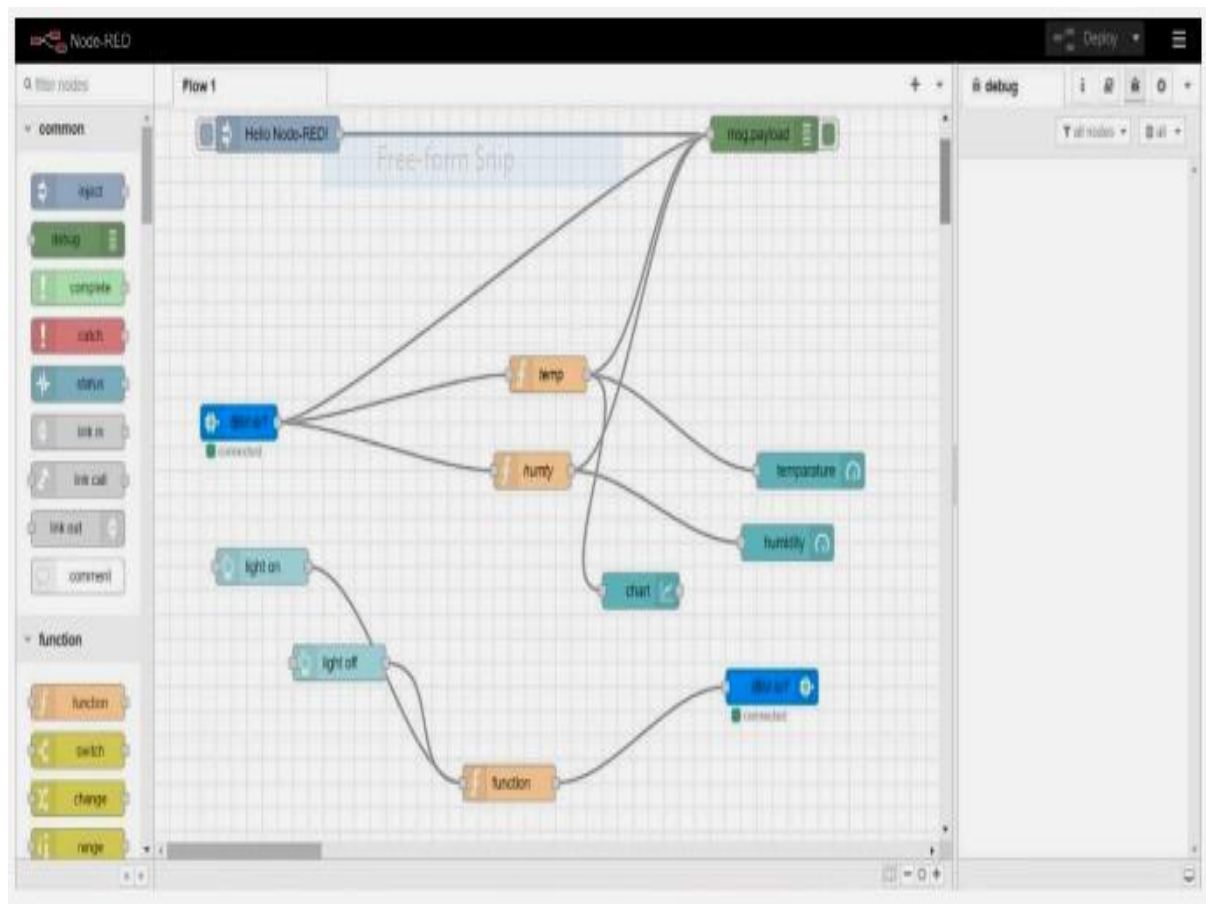 Node-RED
Deploy
filter nodes
Flow 1
debug
i
all nodes
all
common
inject
debug
complete
catch
status
link in
link call
link out
comment
function
function
switch
change
range
Hello Node-RED!
msg.payload
Free-form Snip
temp
connected
humty
temparature
humidity
light on
chart
light off
connected
function